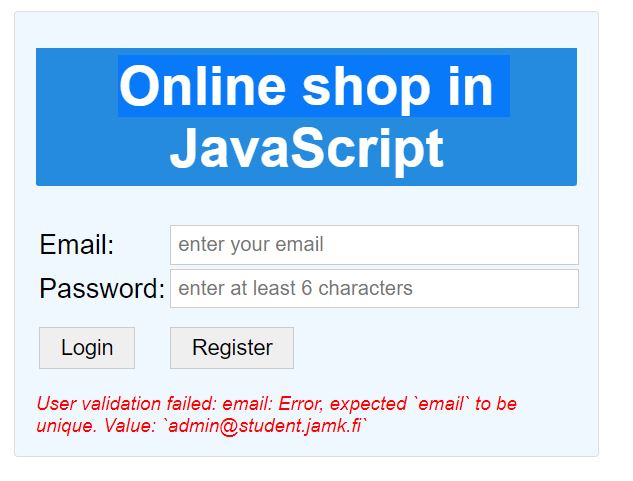 Online shop in
JavaScript
Email:
enter your email
Password:
enter at least 6 characters
Login
Register
User validation failed: email: Error, expected `email` to be
unique. Value: `admin@student.jamk.fi`